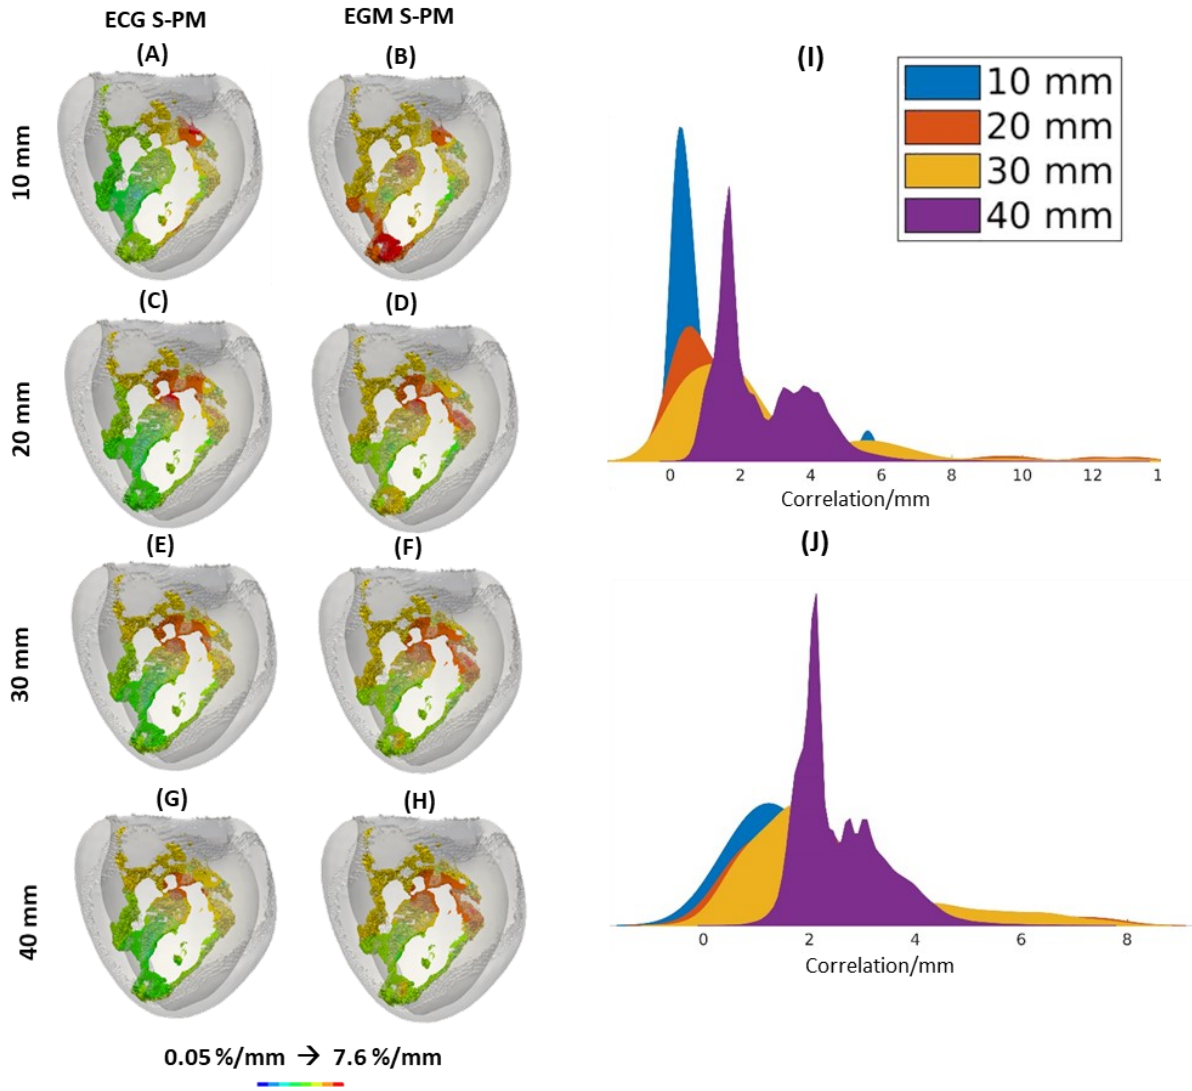 ECG S-PM
EGM S-PM
(A)
(B)
10 mm
(C)
(D)
20 mm
(E)
(F)
30 mm
(G)
(H)
40 mm
0.05 %/mm → 7.6 %/mm
(I)
10 mm
20 mm
30 mm
40 mm
0 2 4 6 8 10 12 1
Correlation/mm
(J)
0 2 4 6 8
Correlation/mm